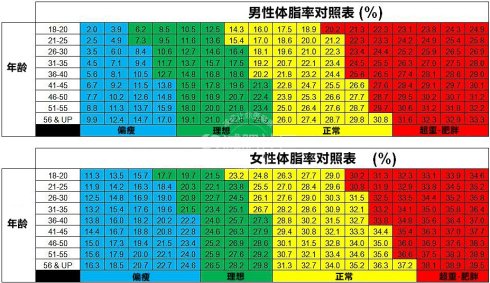 男性体脂率对照表 (%)
年龄
18-20 2.0 3.9 6.2 8.5 10.5 12.5 14.3 16.0 17.5 18.9 20.2 21.3 22.3 23.1 23.8 24.3 24.9
21-25 2.5 4.9 7.3 9.5 11.6 13.6 15.4 17.0 18.6 20.0 21.2 22.3 23.3 24.2 24.9 25.4 25.8
26-30 3.5 6.0 8.4 10.6 12.7 14.6 16.4 18.1 19.6 21.0 22.3 23.4 24.4 25.2 25.9 26.5 26.9
31-35 4.5 7.1 9.4 11.7 13.7 15.7 17.5 19.2 20.7 22.1 23.4 24.5 25.5 26.3 27.0 27.5 28.0
36-40 5.6 8.1 10.5 12.7 14.8 16.8 18.6 20.2 21.8 23.2 24.4 25.6 26.5 27.4 28.1 28.6 29.0
41-45 6.7 9.2 11.5 13.8 15.9 17.8 19.6 21.3 22.8 24.7 25.5 26.6 27.6 29.1 29.7 30.1
46-50 7.7 10.2 12.6 14.8 16.9 18.9 20.7 22.4 23.9 25.3 26.6 27.7 28.7 29.5 30.2 30.7 31.2
51-55 8.8 11.3 13.7 15.9 18.0 20.0 21.8 23.4 25.0 26.4 27.6 28.7 29.7 30.6 31.2 31.8 32.2
56 & UP 9.9 12.4 14.7 17.0 19.1 21.0 22.8 24.5 26.0 27.4 28.7 29.8 30.8 31.6 32.3 33.3
偏瘦 理想 正常 超重-肥胖
女性体脂率对照表 (%)
年龄
18-20 11.3 13.5 15.7 17.7 19.7 21.5 23.2 24.8 26.3 27.7 29.0 30.2 31.3 32.3 33.1 33.9 34.6
21-25 11.9 14.2 16.3 18.4 20.3 22.1 23.8 25.5 27.0 28.4 29.6 30.8 31.9 32.9 33.8 34.5 35.2
26-30 12.5 14.8 16.9 19.0 20.9 22.7 24.5 26.1 27.6 29.0 30.3 31.5 32.5 33.5 34.4 35.2 35.8
31-35 13.2 15.4 17.6 19.6 21.5 23.4 25.1 26.7 28.2 29.6 30.9 32.1 33.2 34.1 35.0 35.8 36.4
36-40 13.8 16.0 18.2 20.2 22.2 24.0 25.7 27.3 28.8 30.2 31.5 32.7 33.8 34.8 35.6 36.4 37.0
41-45 14.4 16.7 18.8 20.8 22.8 24.6 26.3 27.9 29.4 30.8 32.1 33.3 34.4 35.4 36.3 37.0 37.7
46-50 15.0 17.3 19.4 21.5 23.4 25.2 26.9 28.6 30.1 31.5 32.8 34.0 35.0 36.0 36.9 37.6 38.3
51-55 15.6 17.9 20.0 22.1 24.0 25.9 27.6 29.2 30.7 32.1 33.4 34.6 35.6 36.6 37.5 38.3 38.9
56 & UP 16.3 18.5 20.7 22.7 24.6 26.5 28.2 29.8 31.3 32.7 34.0 35.2 36.3 37.2 38.1 38.9 39.5
偏瘦 理想 正常 超重-肥胖